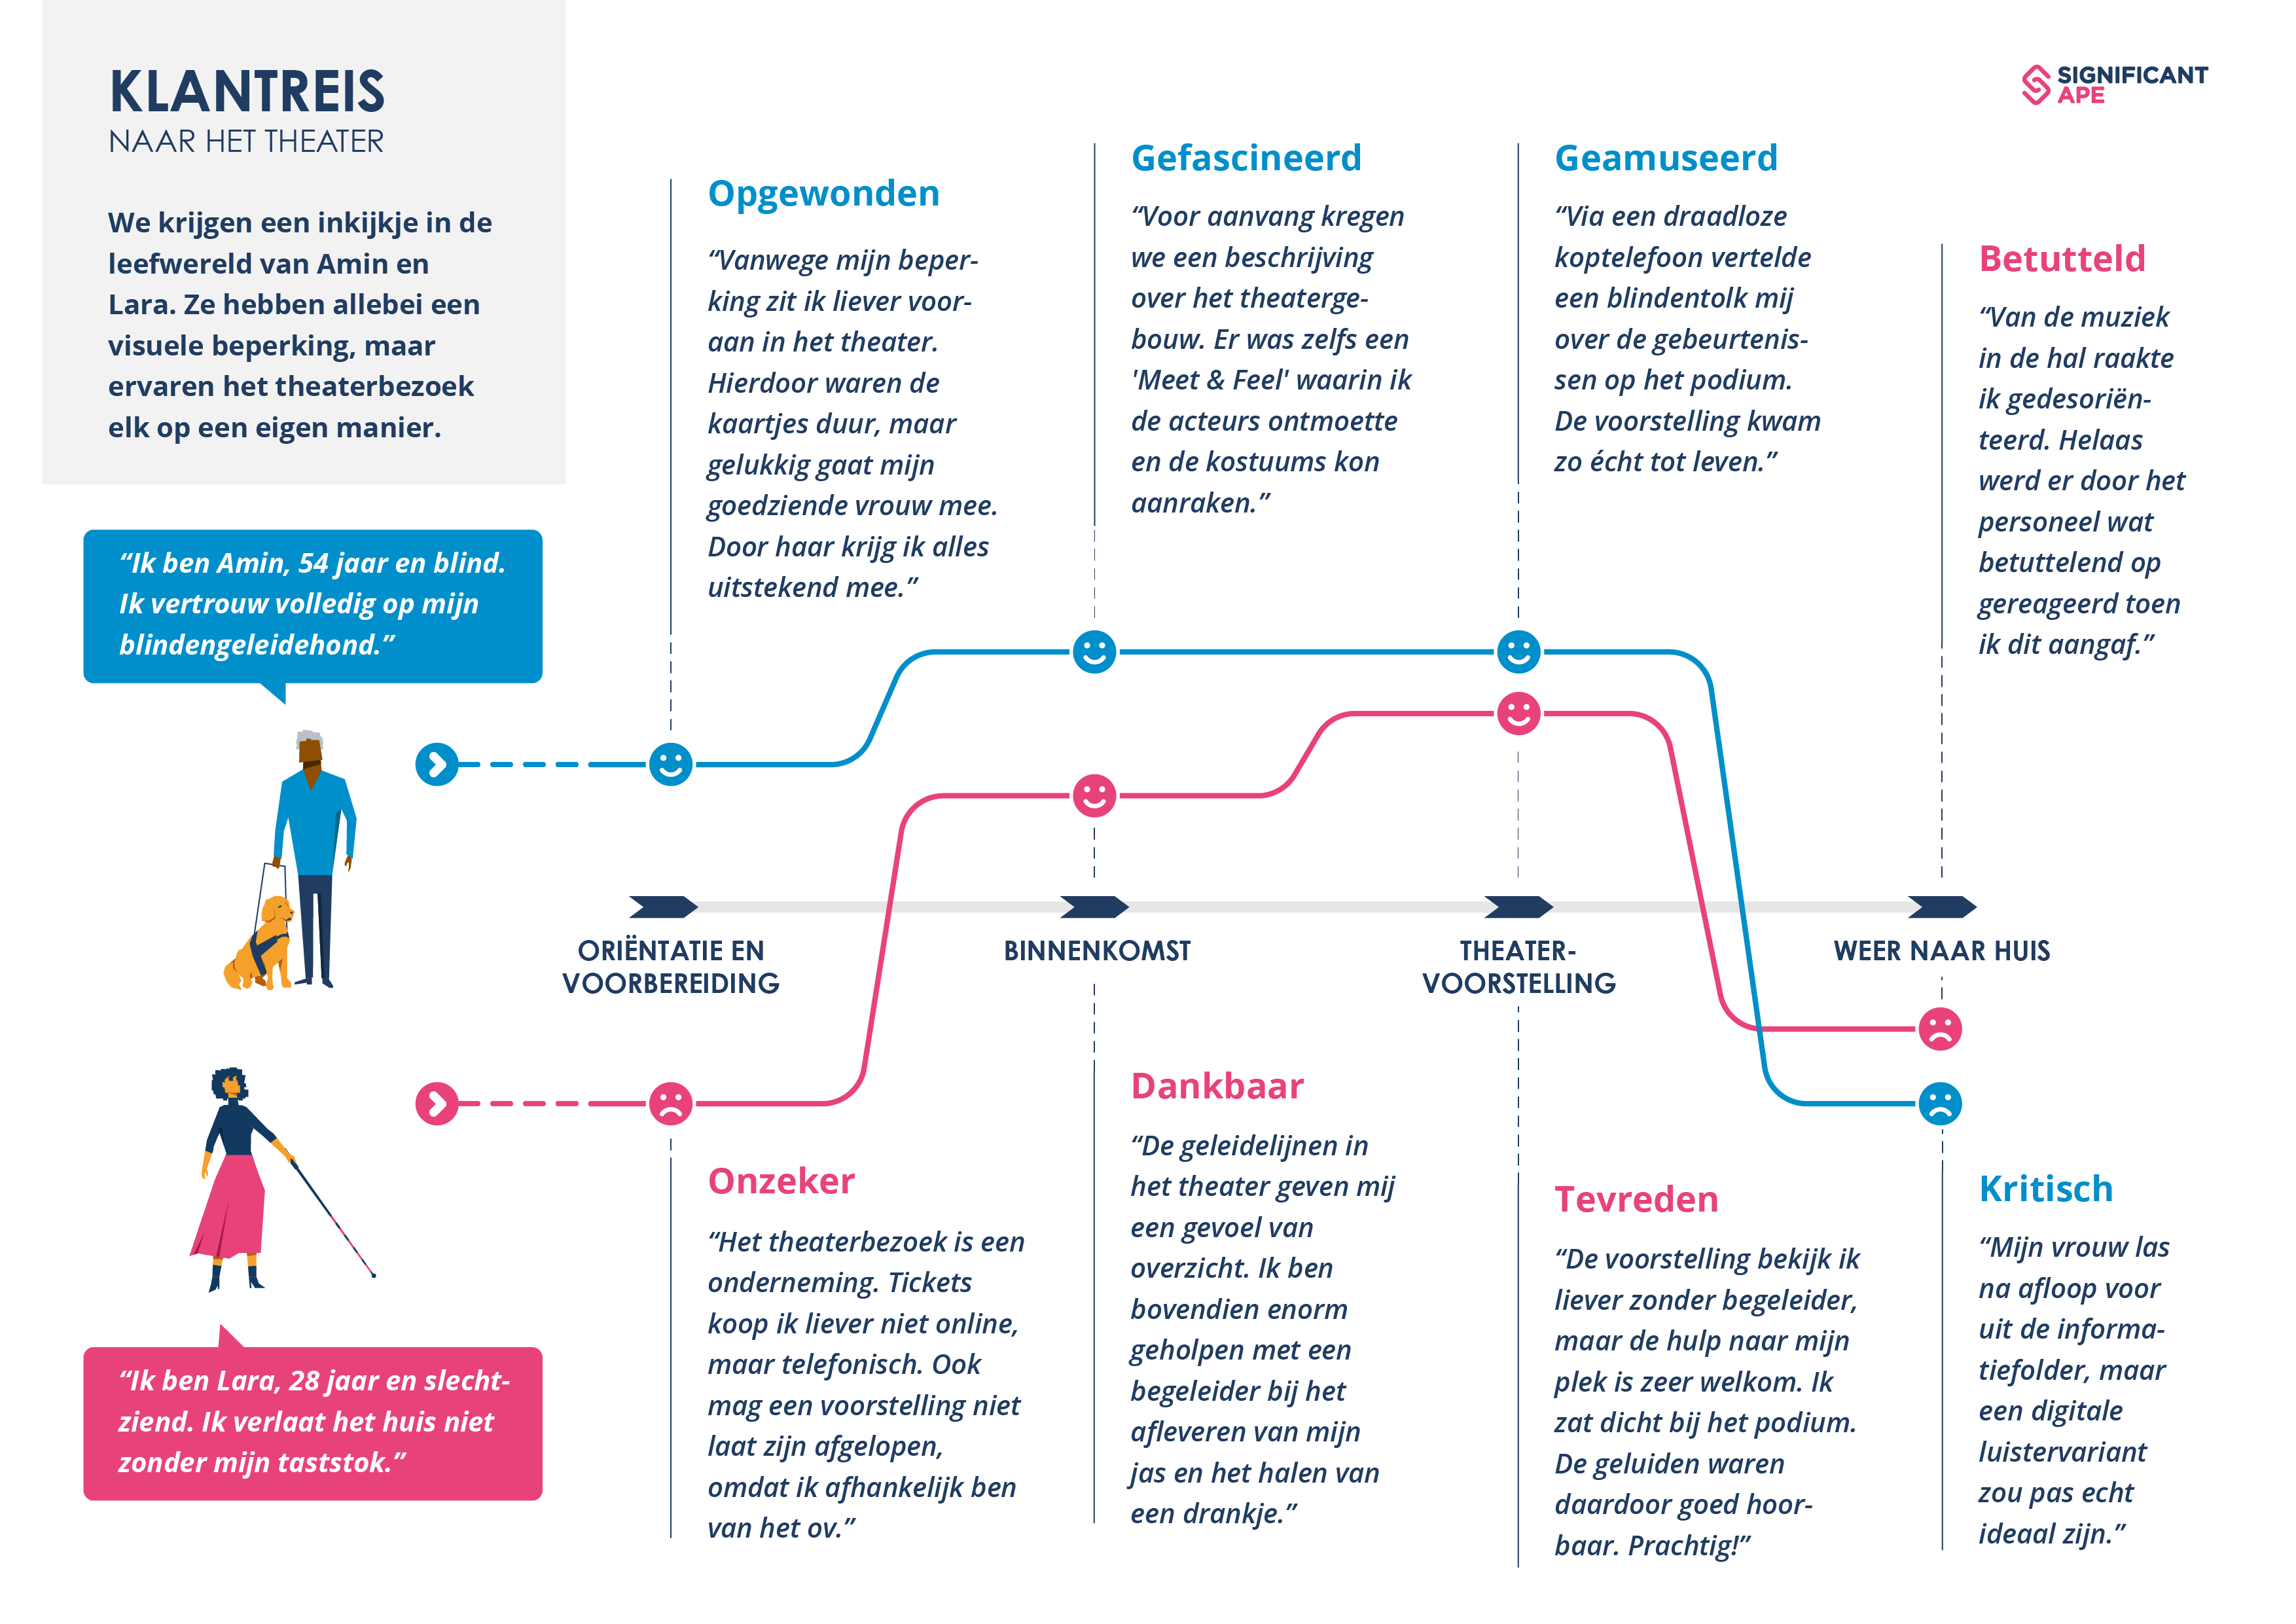 KLANTREIS
NAAR HET THEATER
We krijgen een inkijkje in de
leefwereld van Amin en
Lara. Ze hebben allebei een
visuele beperking, maar
ervaren het theaterbezoek
elk op een eigen manier.
SIGNIFICANT
APE
“Ik ben Amin, 54 jaar en blind.
Ik vertrouw volledig op mijn
blindengeleidehond.”
Opgewonden
“Vanwege mijn beper-
king zit ik liever voor-
aan in het theater.
Hierdoor waren de
kaartjes duur, maar
gelukkig gaat mijn
goedziende vrouw mee.
Door haar krijg ik alles
uitstekend mee.”
Gefascineerd
“Voor aanvang kregen
we een beschrijving
over het theaterge-
bouw. Er was zelfs een
'Meet & Feel' waarin ik
de acteurs ontmoette
en de kostuums kon
aanraken.”
Geamuseerd
“Via een draadloze
koptelefoon vertelde
een blindentolk mij
over de gebeurtenis-
sen op het podium.
De voorstelling kwam
zo écht tot leven.”
Betutteld
“Van de muziek
in de hal raakte
ik gedesoriën-
teerd. Helaas
werd er door het
personeel wat
betuttelend op
gereageerd toen
ik dit aangaf.”
ORIËNTATIE EN
VOORBEREIDING
BINNENKOMST
THEATER-
VOORSTELLING
WEER NAAR HUIS
“Ik ben Lara, 28 jaar en slecht-
ziend. Ik verlaat het huis niet
zonder mijn taststok.”
Onzeker
“Het theaterbezoek is een
onderneming. Tickets
koop ik liever niet online,
maar telefonisch. Ook
mag een voorstelling niet
laat zijn afgelopen,
omdat ik afhankelijk ben
van het ov.”
Dankbaar
“De geleidelijnen in
het theater geven mij
een gevoel van
overzicht. Ik ben
bovendien enorm
geholpen met een
begeleider bij het
afleveren van mijn
jas en het halen van
een drankje.”
Tevreden
“De voorstelling bekijk ik
liever zonder begeleider,
maar de hulp naar mijn
plek is zeer welkom. Ik
zat dicht bij het podium.
De geluiden waren
daardoor goed hoor-
baar. Prachtig!”
Kritisch
“Mijn vrouw las
na afloop voor
uit de informa-
tiefolder, maar
een digitale
luistervariant
zou pas echt
ideaal zijn.”